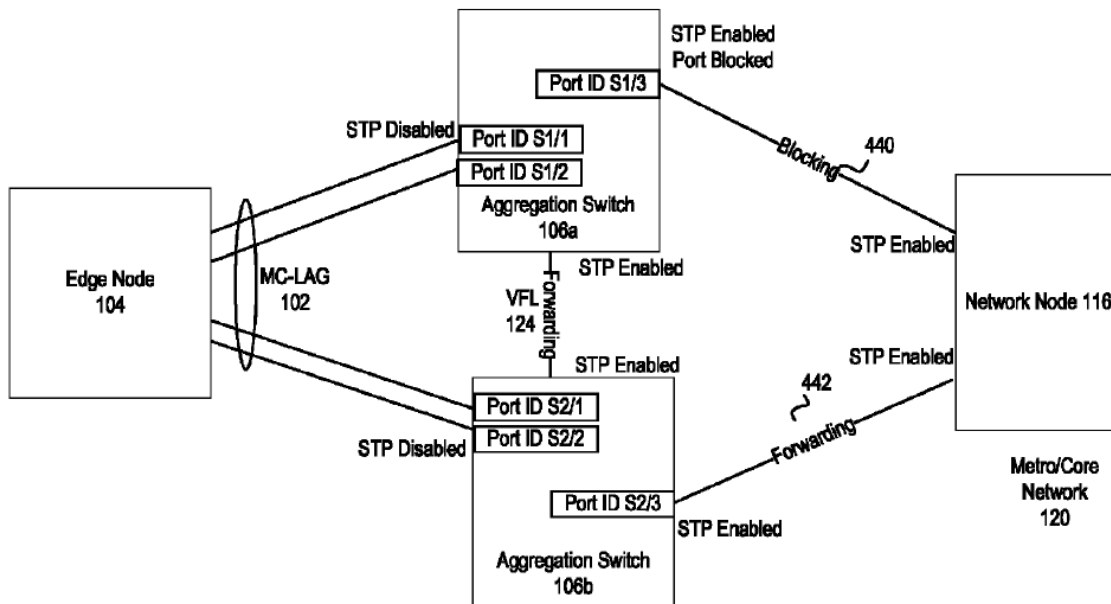 STP Enabled
Port Blocked
Port ID S1/3
STP Disabled
Port ID S1/1
Port ID S1/2
Aggregation Switch
106a
Blocking
440
STP Enabled
STP Enabled
Edge Node
104
MC-LAG
102
VFL
124
Forwarding
Network Node 116
STP Enabled
STP Enabled
Port ID S2/1
Port ID S2/2
STP Disabled
442
Forwarding
Port ID S2/3
STP Enabled
Aggregation Switch
106b
Metro/Core
Network
120